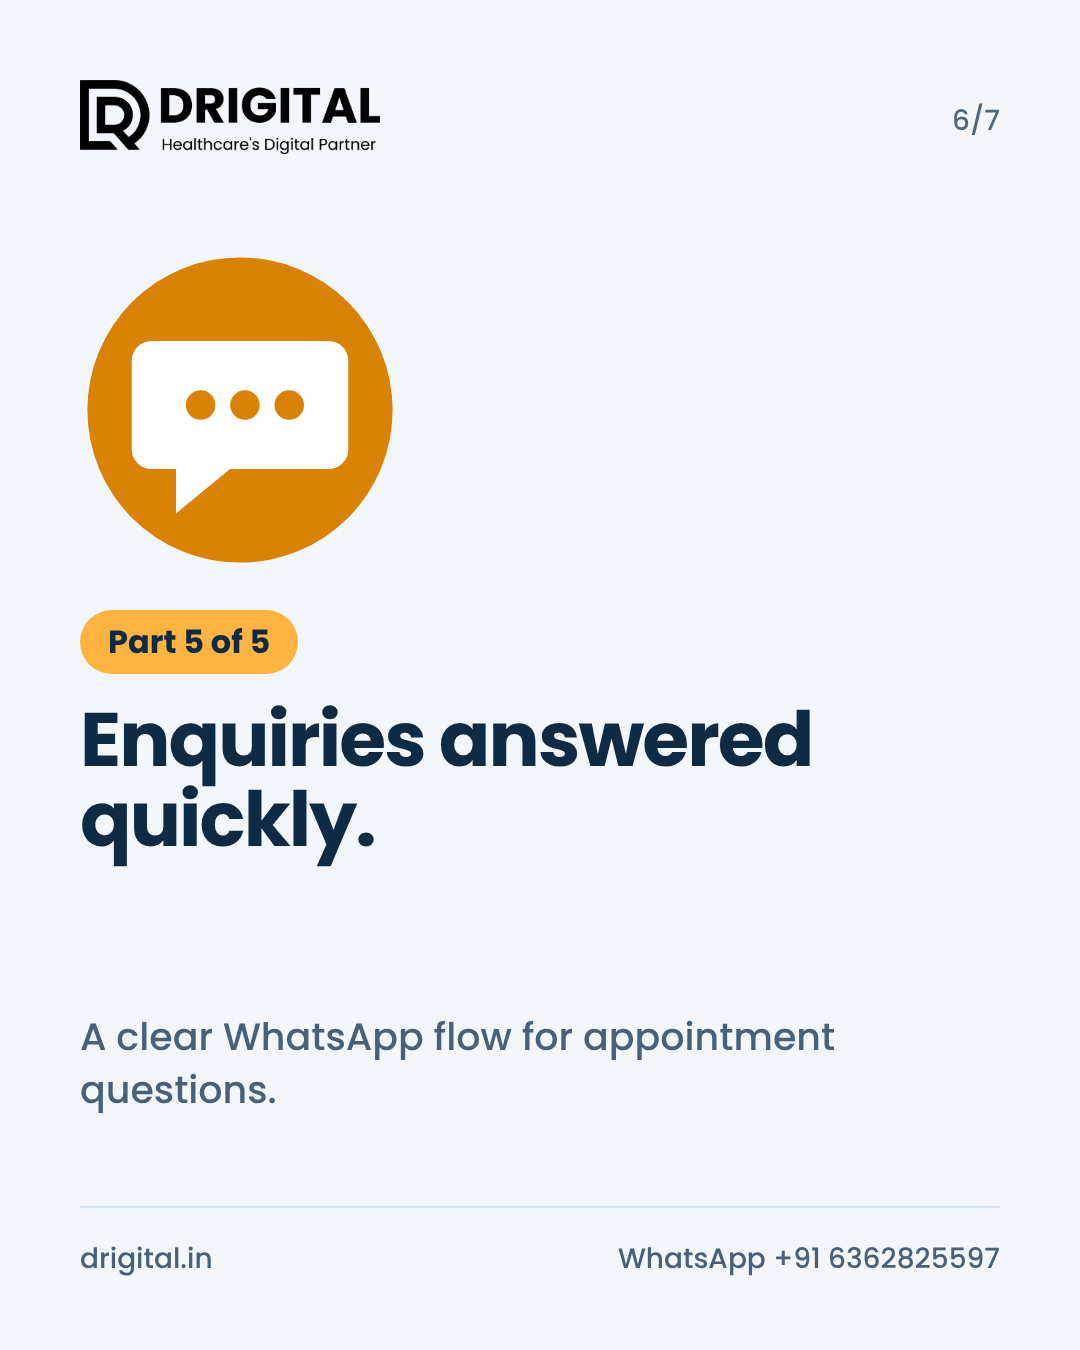 DRIGITAL
Healthcare's Digital Partner
6/7
Part 5 of 5
Enquiries answered
quickly.
A clear WhatsApp flow for appointment
questions.
drigital.in
WhatsApp +91 6362825597